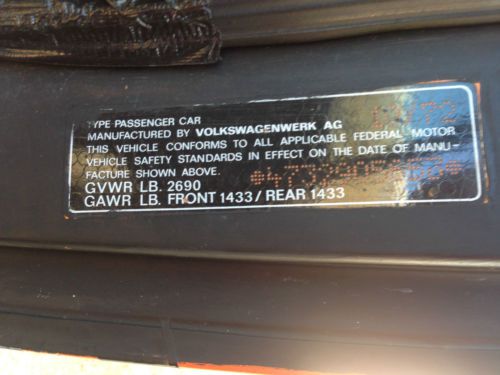 TYPE PASSENGER CAR
MANUFACTURED BY VOLKSWAGENWERK AG
THIS VEHICLE CONFORMS TO ALL APPLICABLE FEDERAL MOTOR
VEHICLE SAFETY STANDARDS IN EFFECT ON THE DATE OF MANU-
FACTURE SHOWN ABOVE.
GVWR LB. 2690
GAWR LB. FRONT 1433 / REAR 1433